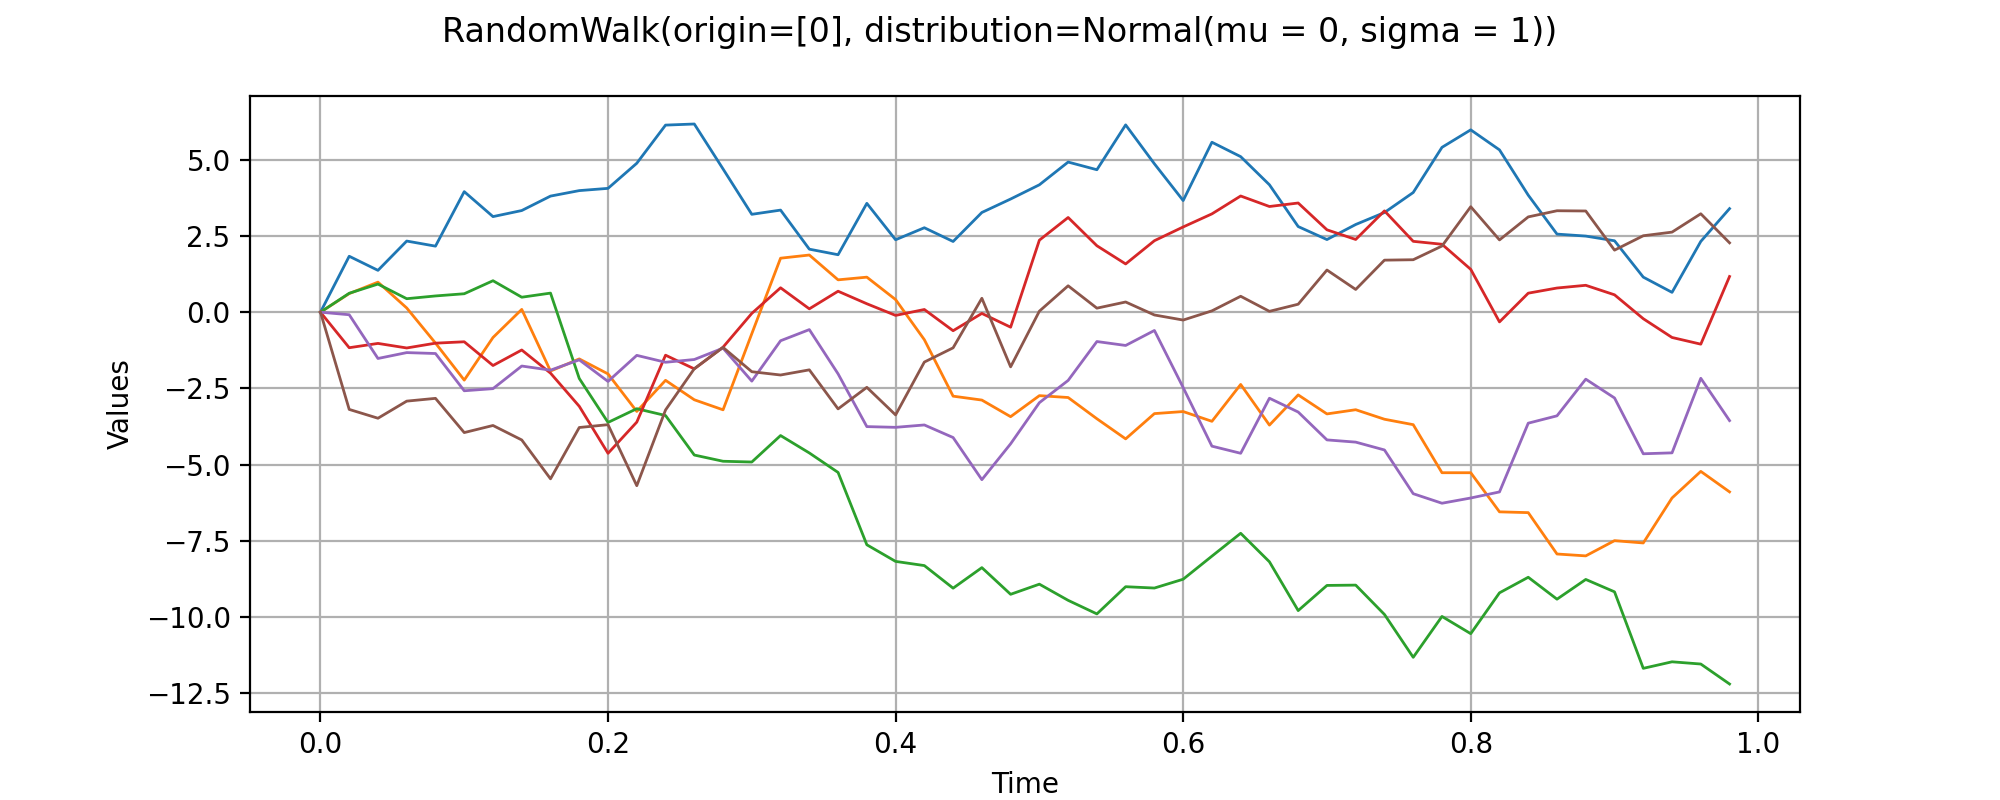 RandomWalk(origin=[0], distribution=Normal(mu = 0, sigma = 1))
Values
5.0
2.5
0.0
−2.5
−5.0
−7.5
−10.0
−12.5
0.0 0.2 0.4 0.6 0.8 1.0
Time